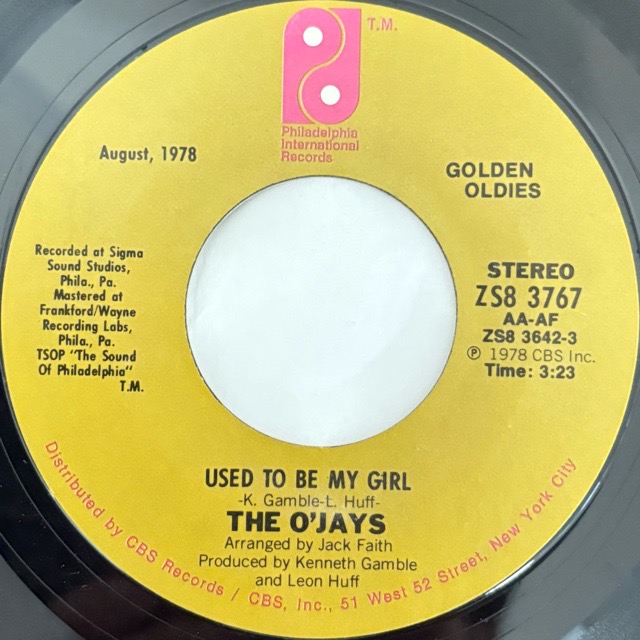 T.M.
Philadelphia
International
Records
August, 1978
GOLDEN
OLDIES
Recorded at Sigma
Sound Studios,
Phila., Pa.
Mastered at
Frankford/Wayne
Recording Labs,
Phila., Pa.
TSOP "The Sound
Of Philadelphia"
T.M.
STEREO
ZS8 3767
AA-AF
ZS8 3642-3
℗ 1978 CBS Inc.
Time: 3:23
USED TO BE MY GIRL
-K. Gamble-L. Huff-
THE O'JAYS
Arranged by Jack Faith
Produced by Kenneth Gamble
and Leon Huff
Distributed by CBS Records / CBS, Inc., 51 West 52 Street, New York City